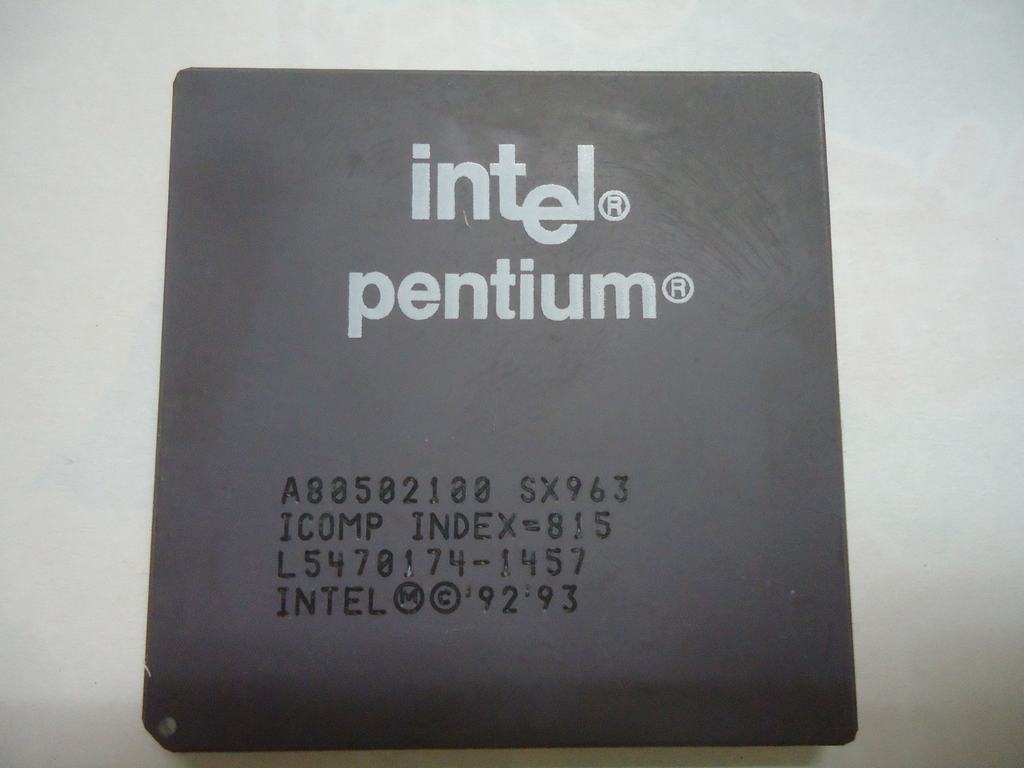 intel®
pentium®
A80502100 SX963
ICOMP INDEX=815
L5470174-1457
INTEL Ⓜ © '92 '93